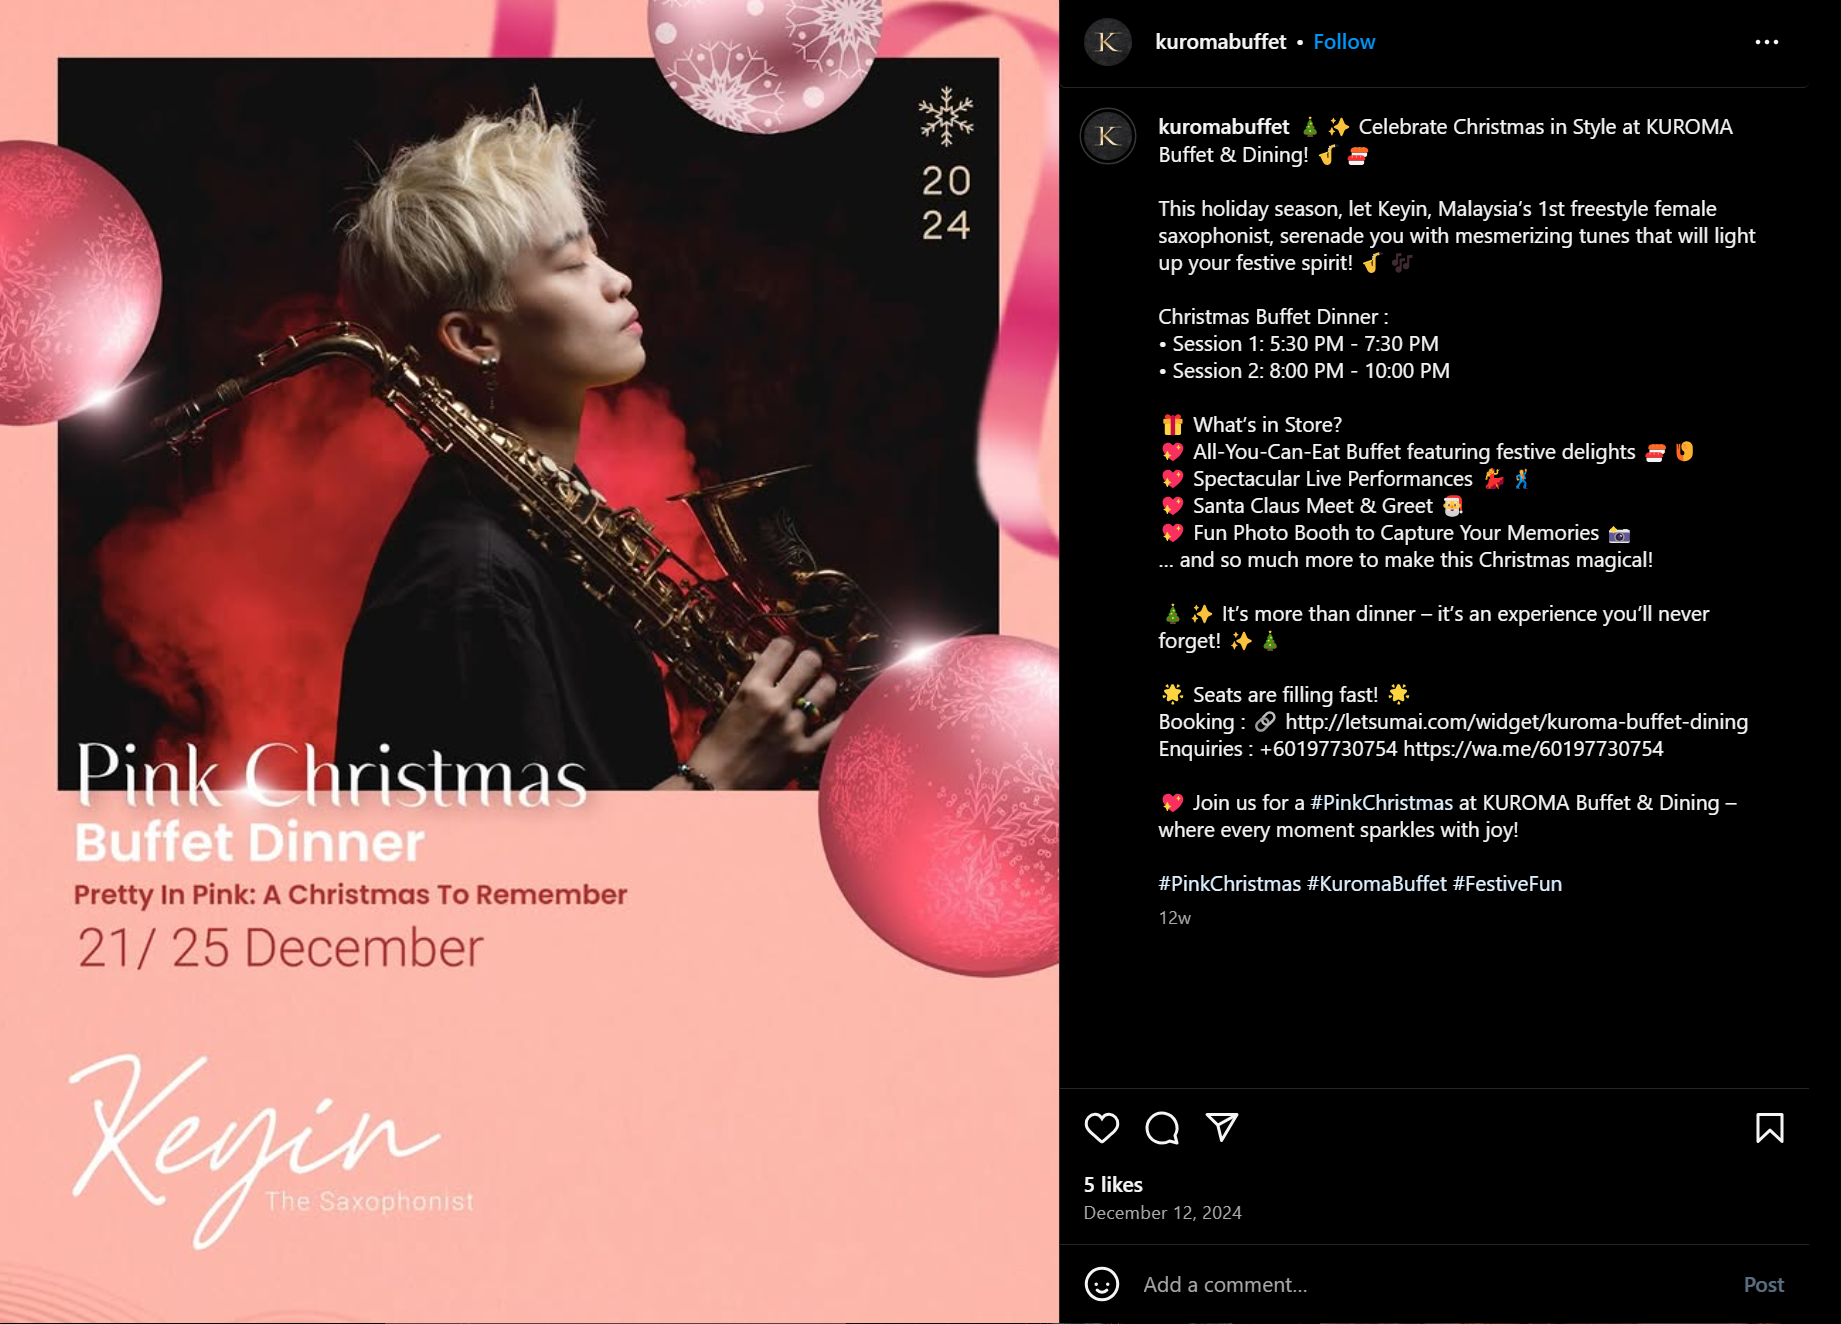 20
24
Pink Christmas
Buffet Dinner
Pretty In Pink: A Christmas To Remember
21/ 25 December
Keyin
The Saxophonist
K
kuromabuffet • Follow
K
kuromabuffet 🎄✨ Celebrate Christmas in Style at KUROMA
Buffet & Dining! 🎷 🍣
This holiday season, let Keyin, Malaysia’s 1st freestyle female
saxophonist, serenade you with mesmerizing tunes that will light
up your festive spirit! 🎷 🎶
Christmas Buffet Dinner :
• Session 1: 5:30 PM - 7:30 PM
• Session 2: 8:00 PM - 10:00 PM
🎁 What’s in Store?
💖 All-You-Can-Eat Buffet featuring festive delights 🍣 🍤
💖 Spectacular Live Performances 💃 🕺
💖 Santa Claus Meet & Greet 🎅
💖 Fun Photo Booth to Capture Your Memories 📸
... and so much more to make this Christmas magical!
🎄✨ It’s more than dinner – it’s an experience you’ll never
forget! ✨🎄
🌟 Seats are filling fast! 🌟
Booking : 🔗 http://letsumai.com/widget/kuroma-buffet-dining
Enquiries : +60197730754 https://wa.me/60197730754
💖 Join us for a #PinkChristmas at KUROMA Buffet & Dining –
where every moment sparkles with joy!
#PinkChristmas #KuromaBuffet #FestiveFun
12w
5 likes
December 12, 2024
Add a comment...
Post